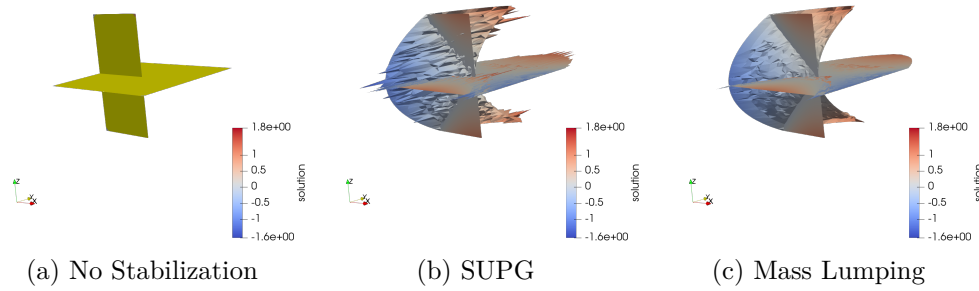 1.8e+00
1
0.5
0
-0.5
-1
-1.6e+00
solution
Z
Y
X
1.8e+00
1
0.5
0
-0.5
-1
-1.6e+00
solution
Z
Y
X
1.8e+00
1
0.5
0
-0.5
-1
-1.6e+00
solution
Z
Y
X
(a) No Stabilization
(b) SUPG
(c) Mass Lumping